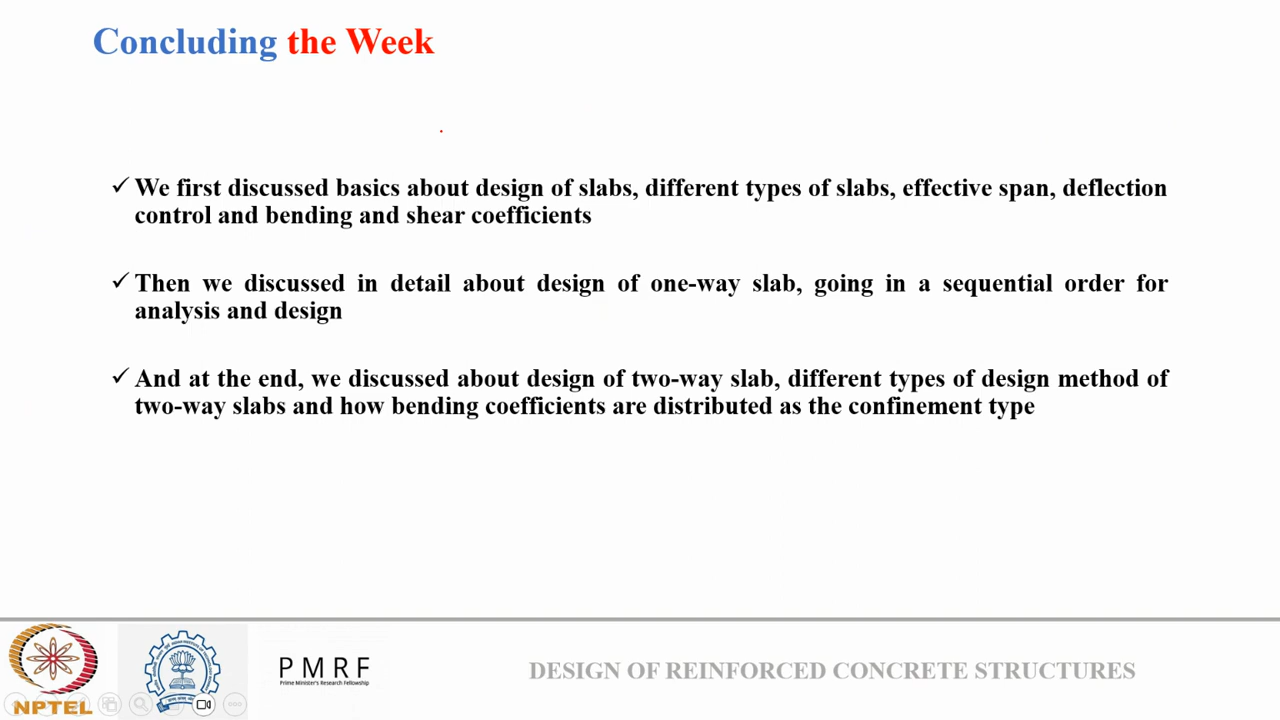 Concluding the Week
✓ We first discussed basics about design of slabs, different types of slabs, effective span, deflection
control and bending and shear coefficients
✓ Then we discussed in detail about design of one-way slab, going in a sequential order for
analysis and design
✓ And at the end, we discussed about design of two-way slab, different types of design method of
two-way slabs and how bending coefficients are distributed as the confinement type
NPTEL
PMRF
Prime Minister's Research Fellowship
DESIGN OF REINFORCED CONCRETE STRUCTURES